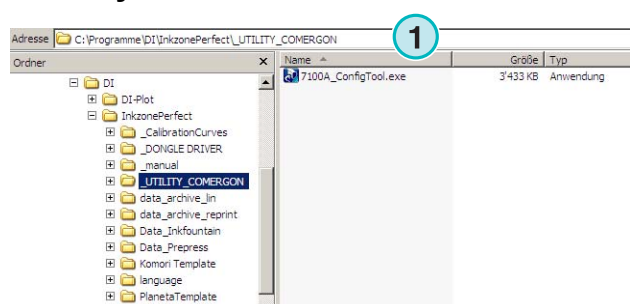 Adresse C:\Programme\DI\InkzonePerfect\_UTILITY_COMERGON
1
Ordner x Name Größe Typ
7100A_ConfigTool.exe 3'433 KB Anwendung
DI
DI-Plot
InkzonePerfect
_CalibrationCurves
_DONGLE DRIVER
_manual
_UTILITY_COMERGON
data_archive_lin
data_archive_reprint
Data_Inkfountain
Data_Prepress
Komori Template
language
PlanetaTemplate